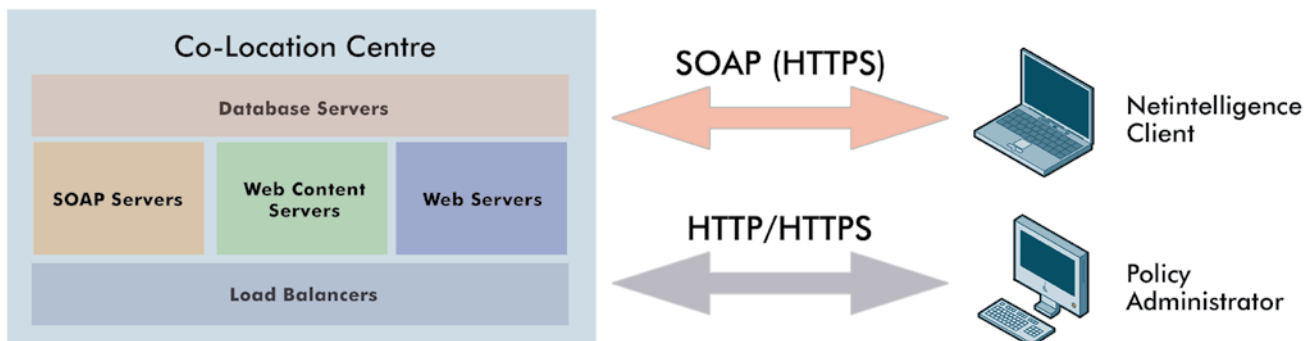 Co-Location Centre
Database Servers
SOAP Servers
Web Content
Servers
Web Servers
Load Balancers
SOAP (HTTPS)
HTTP/HTTPS
Netintelligence
Client
Policy
Administrator